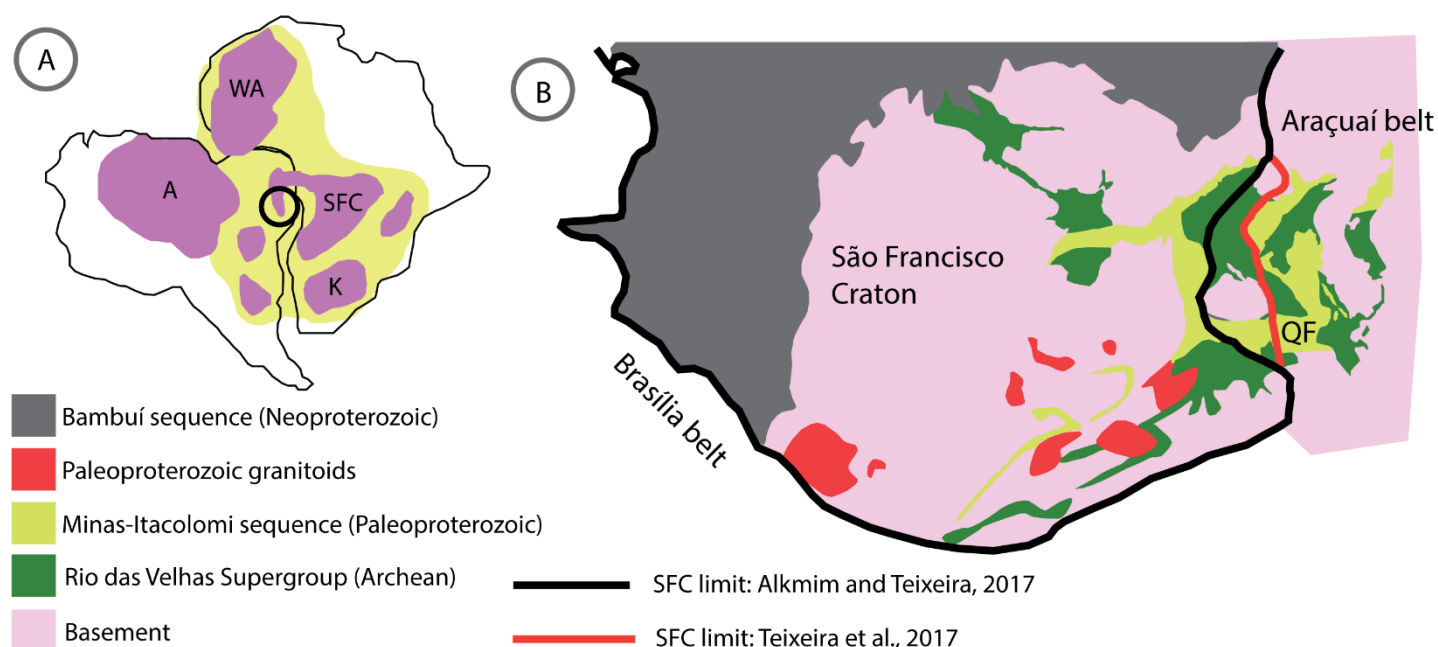 A
WA
A
SFC
K
B
Araçuaí belt
São Francisco
Craton
QF
Brasília belt
Bambuí sequence (Neoproterozoic)
Paleoproterozoic granitoids
Minas-Itacolomi sequence (Paleoproterozoic)
Rio das Velhas Supergroup (Archean)
Basement
SFC limit: Alkmim and Teixeira, 2017
SFC limit: Teixeira et al., 2017